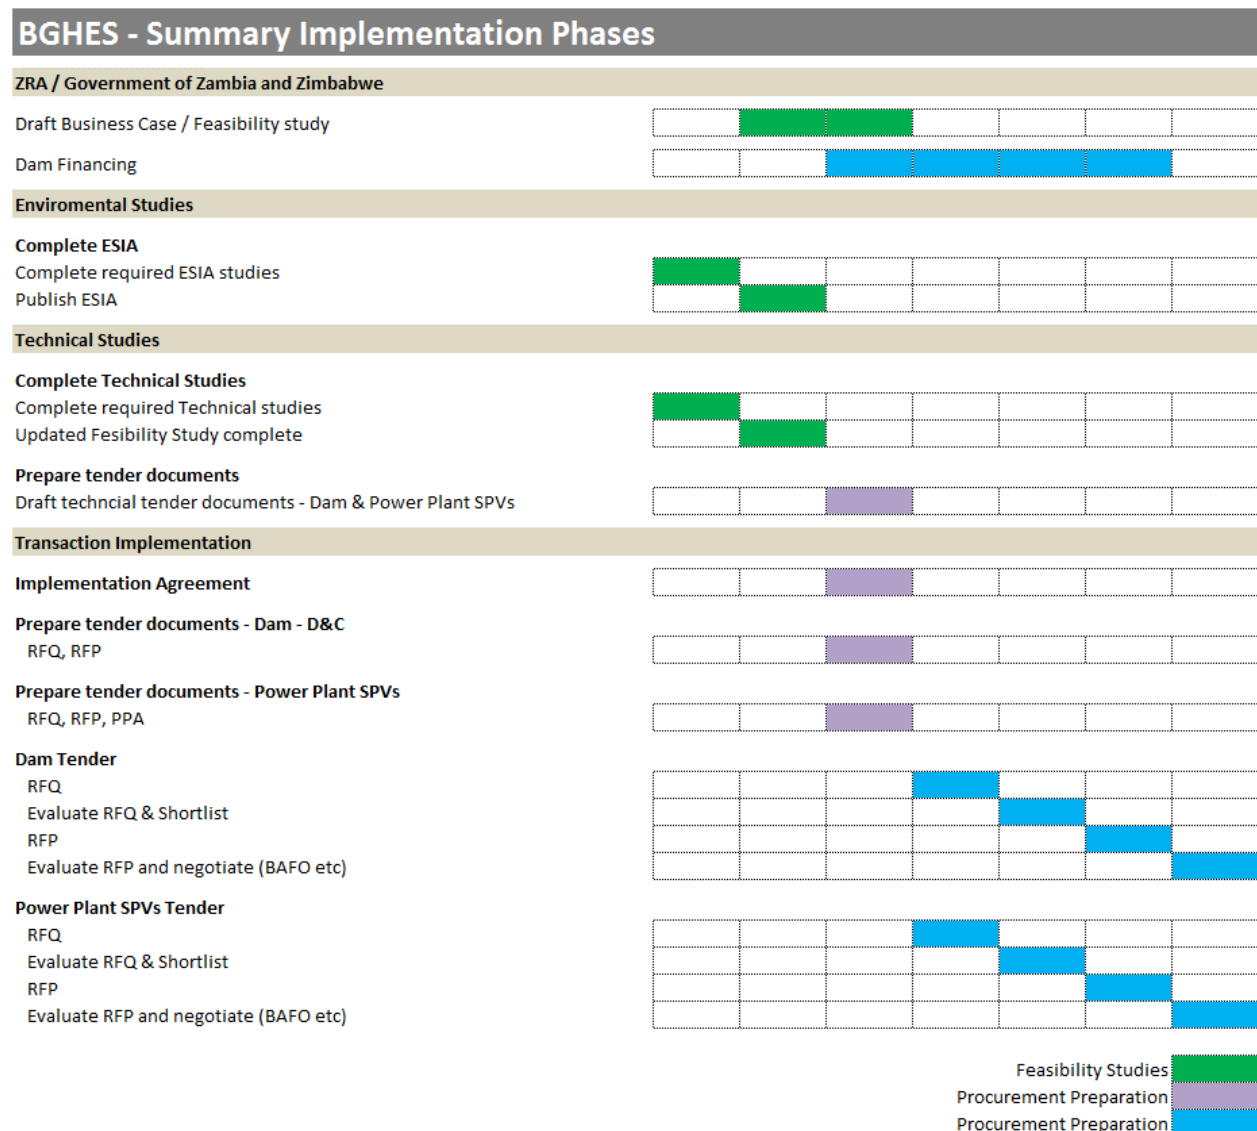 BGHES - Summary Implementation Phases
ZRA / Government of Zambia and Zimbabwe
Draft Business Case / Feasibility study
Dam Financing
Enviromental Studies
Complete ESIA
Complete required ESIA studies
Publish ESIA
Technical Studies
Complete Technical Studies
Complete required Technical studies
Updated Fesibility Study complete
Prepare tender documents
Draft techncial tender documents - Dam & Power Plant SPVs
Transaction Implementation
Implementation Agreement
Prepare tender documents - Dam - D&C
RFQ, RFP
Prepare tender documents - Power Plant SPVs
RFQ, RFP, PPA
Dam Tender
RFQ
Evaluate RFQ & Shortlist
RFP
Evaluate RFP and negotiate (BAFO etc)
Power Plant SPVs Tender
RFQ
Evaluate RFQ & Shortlist
RFP
Evaluate RFP and negotiate (BAFO etc)
Feasibility Studies
Procurement Preparation
Procurement Preparation